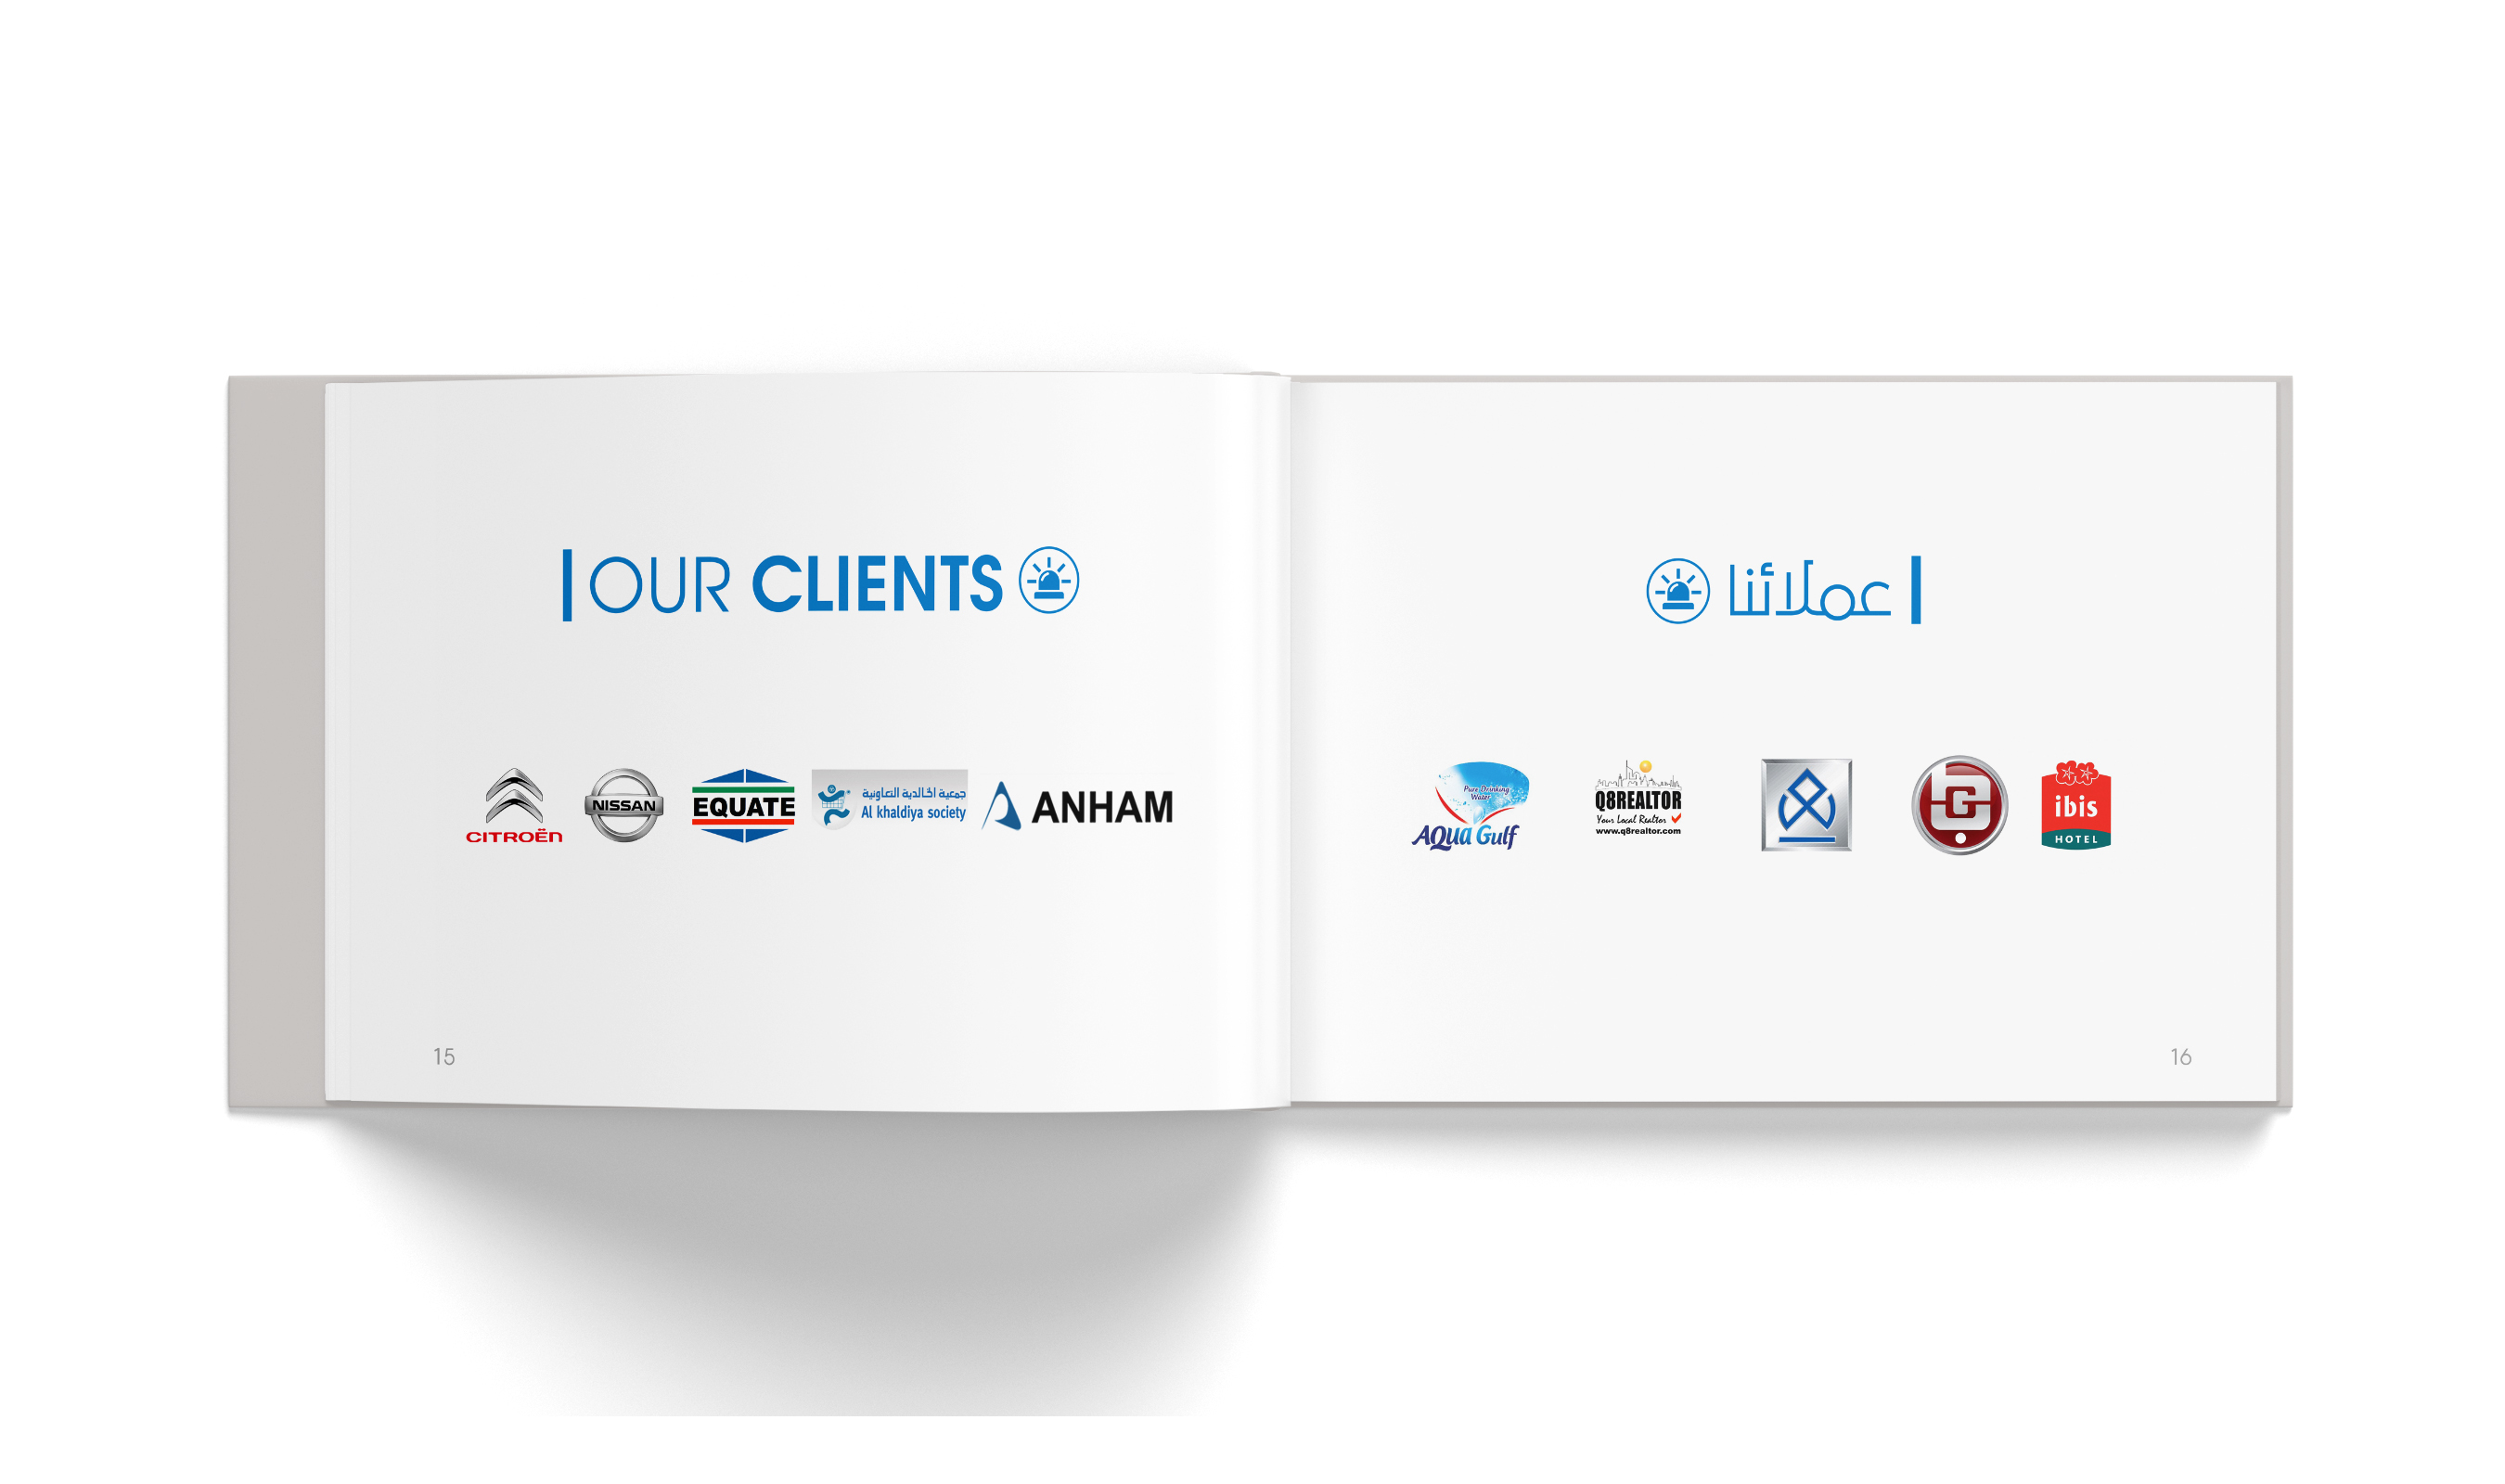 OUR CLIENTS
CITROËN
NISSAN
EQUATE
جمعية الخالدية التعاونية
Al khaldiya society
ANHAM
15
عملائنا
Pure Drinking
Water
AQua Gulf
Q8REALTOR
Your Local Realtor
www.q8realtor.com
G
ibis
HOTEL
16